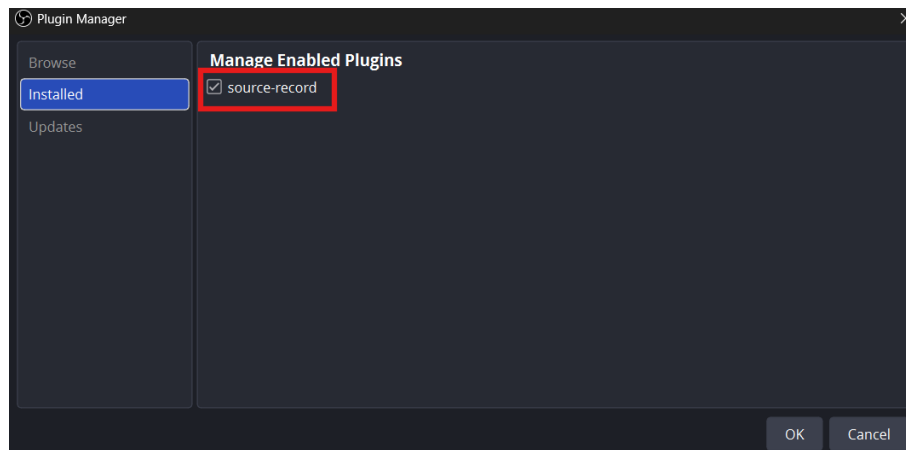 Plugin Manager
Browse
Installed
Updates
Manage Enabled Plugins
source-record
OK
Cancel